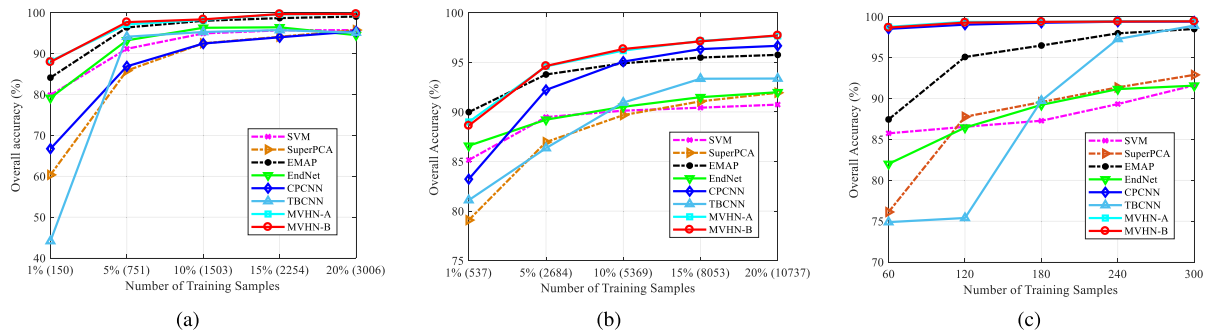 100
90
80
70
60
50
40
Overall accuracy (%)
SVM
SuperPCA
EMAP
EndNet
CPCNN
TBCNN
MVHN-A
MVHN-B
1% (150)
5% (751)
10% (1503)
15% (2254)
20% (3006)
Number of Training Samples
(a)
100
95
90
85
80
75
Overall Accuracy (%)
SVM
SuperPCA
EMAP
EndNet
CPCNN
TBCNN
MVHN-A
MVHN-B
1% (537)
5% (2684)
10% (5369)
15% (8053)
20% (10737)
Number of Training Samples
(b)
100
95
90
85
80
75
70
Overall Accuracy (%)
SVM
SuperPCA
EMAP
EndNet
CPCNN
TBCNN
MVHN-A
MVHN-B
60
120
180
240
300
Number of Training Samples
(c)